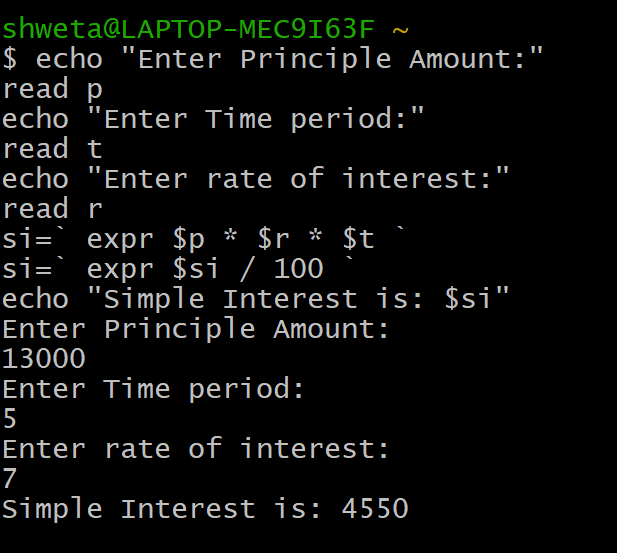 shweta@LAPTOP-MEC9I63F ~
$ echo "Enter Principle Amount:"
read p
echo "Enter Time period:"
read t
echo "Enter rate of interest:"
read r
si=` expr $p * $r * $t `
si=` expr $si / 100 `
echo "Simple Interest is: $si"
Enter Principle Amount:
13000
Enter Time period:
5
Enter rate of interest:
7
Simple Interest is: 4550